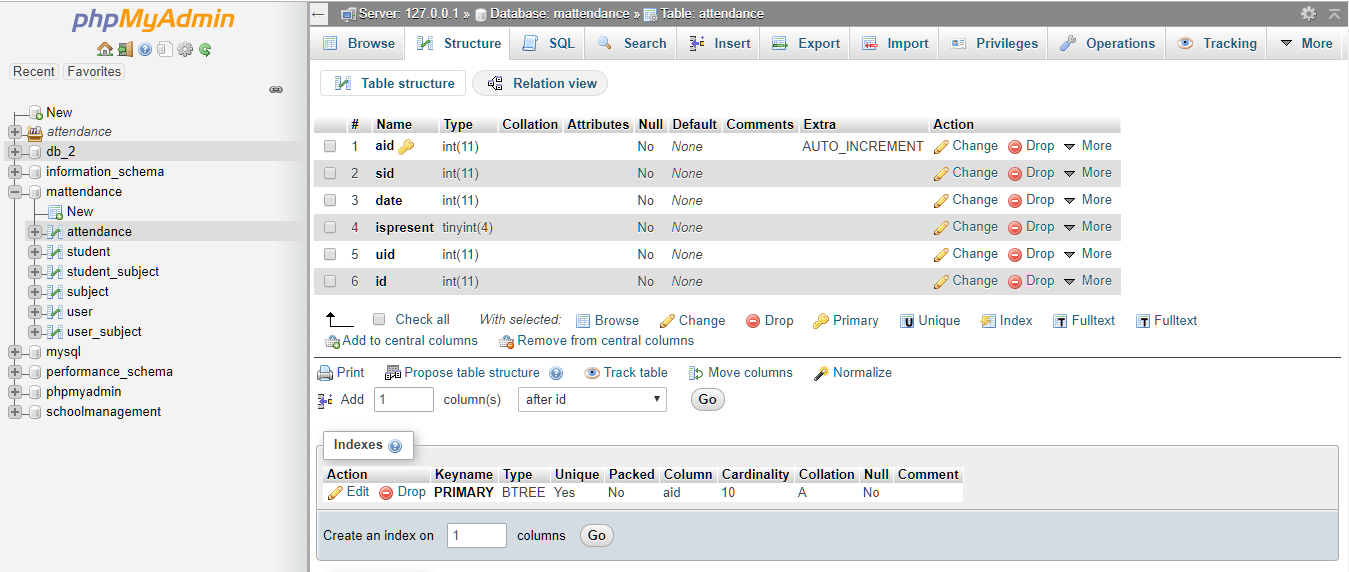 phpMyAdmin
Recent Favorites
New
attendance
db_2
information_schema
mattendance
New
attendance
student
student_subject
subject
user
user_subject
mysql
performance_schema
phpmyadmin
schoolmanagement
← Server: 127.0.0.1 » Database: mattendance » Table: attendance
Browse Structure SQL Search Insert Export Import Privileges Operations Tracking More
Table structure Relation view
# Name Type Collation Attributes Null Default Comments Extra Action
1 aid int(11) No None AUTO_INCREMENT Change Drop More
2 sid int(11) No None Change Drop More
3 date int(11) No None Change Drop More
4 ispresent tinyint(4) No None Change Drop More
5 uid int(11) No None Change Drop More
6 id int(11) No None Change Drop More
Check all With selected: Browse Change Drop Primary Unique Index Fulltext Fulltext
Add to central columns Remove from central columns
Print Propose table structure Track table Move columns Normalize
Add 1 column(s) after id Go
Indexes
Action Keyname Type Unique Packed Column Cardinality Collation Null Comment
Edit Drop PRIMARY BTREE Yes No aid 10 A No
Create an index on 1 columns Go